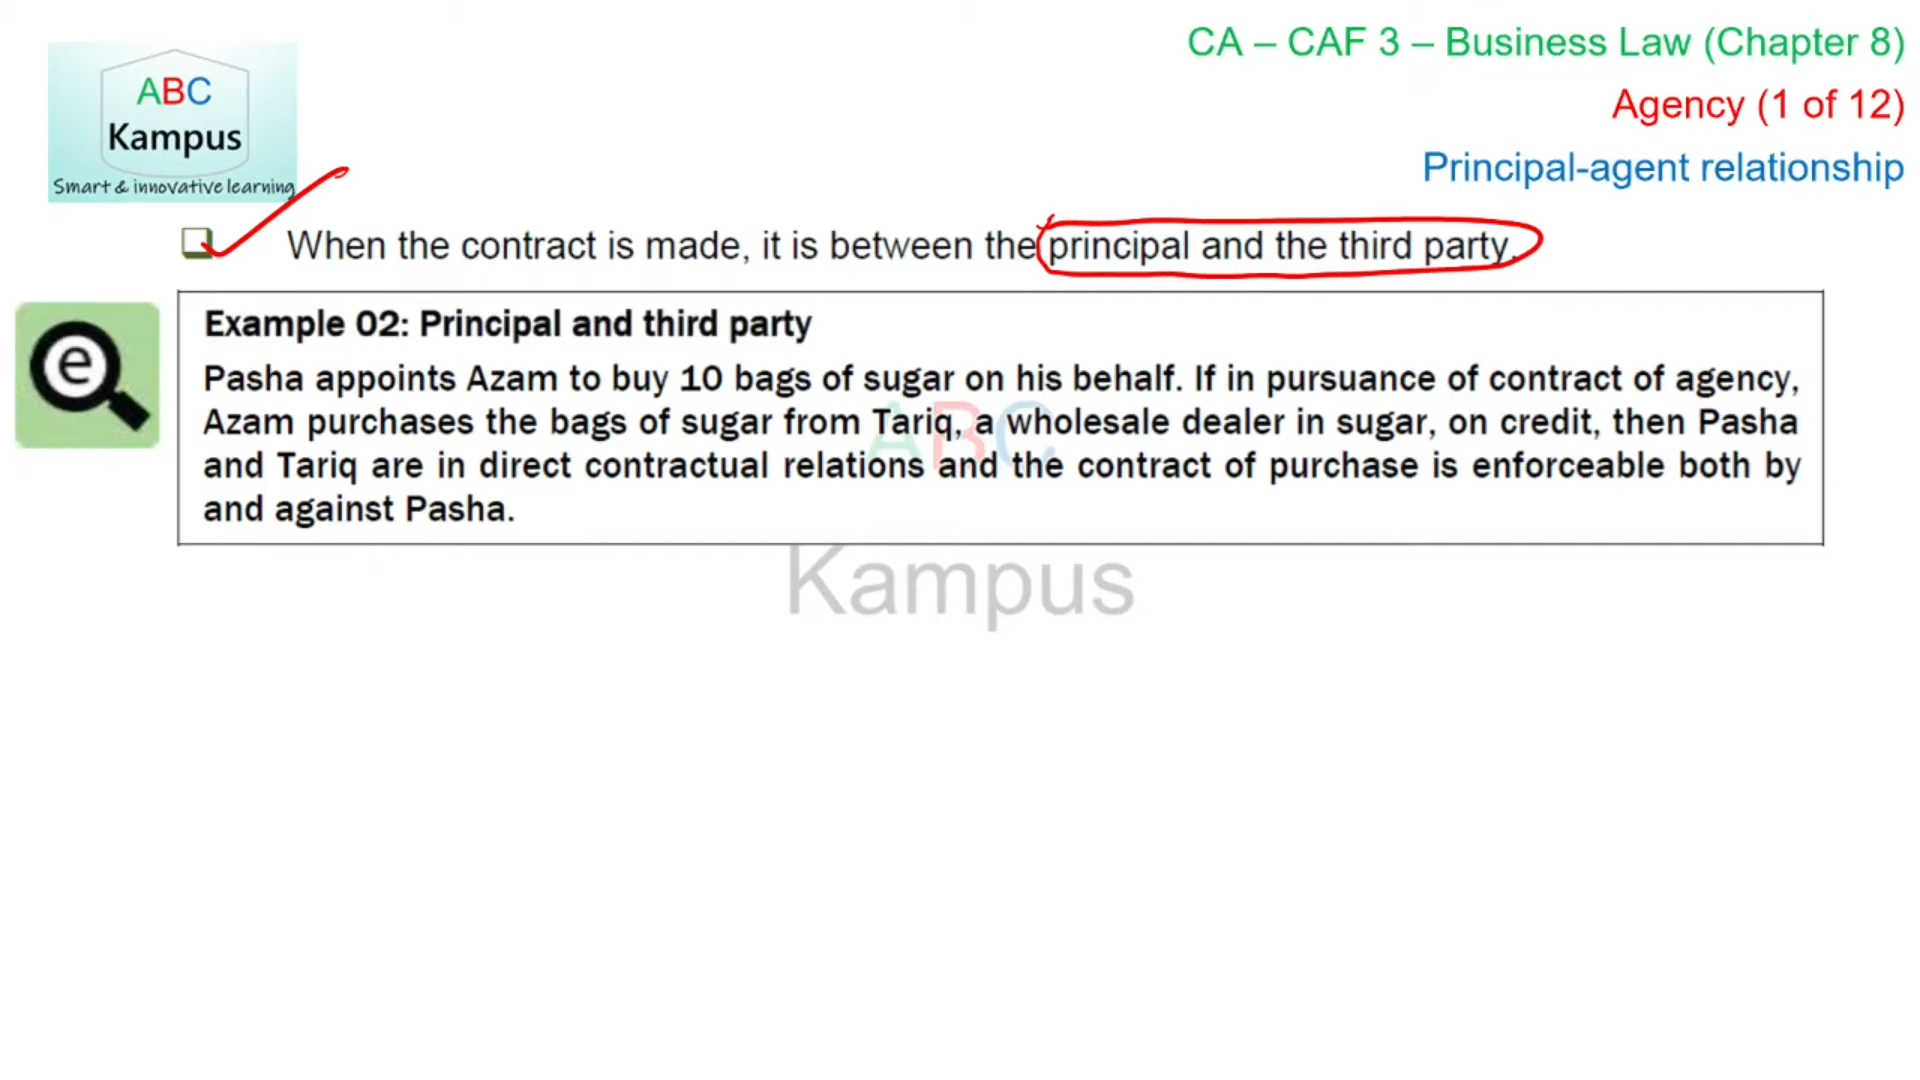 CA – CAF 3 – Business Law (Chapter 8)
ABC
Kampus
Smart & innovative learning
Agency (1 of 12)
Principal-agent relationship
When the contract is made, it is between the principal and the third party.
e
Example 02: Principal and third party
Pasha appoints Azam to buy 10 bags of sugar on his behalf. If in pursuance of contract of agency,
Azam purchases the bags of sugar from Tariq, a wholesale dealer in sugar, on credit, then Pasha
and Tariq are in direct contractual relations and the contract of purchase is enforceable both by
and against Pasha.
ABC
Kampus